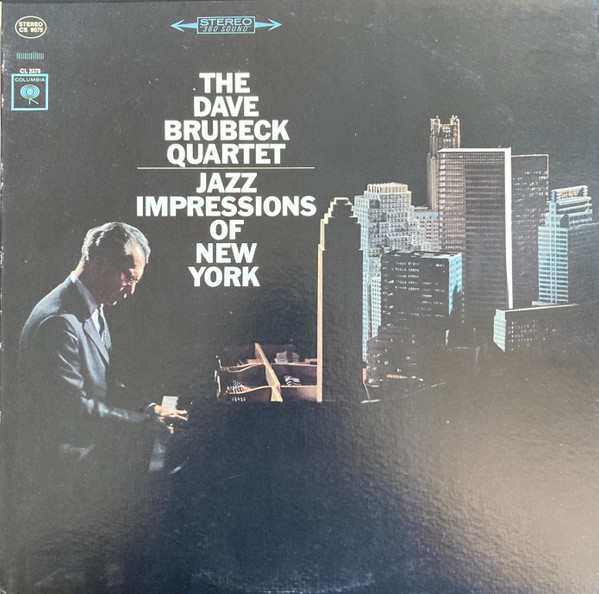 STEREO
CS 9075
STEREO
"360 SOUND"
CL 2275
COLUMBIA
THE
DAVE
BRUBECK
QUARTET
JAZZ
IMPRESSIONS
OF
NEW
YORK